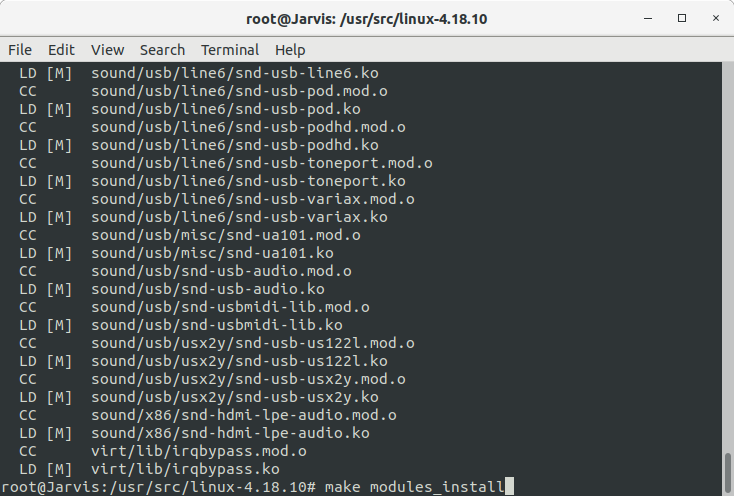 root@Jarvis: /usr/src/linux-4.18.10
File Edit View Search Terminal Help
LD [M] sound/usb/line6/snd-usb-line6.ko
CC sound/usb/line6/snd-usb-pod.mod.o
LD [M] sound/usb/line6/snd-usb-pod.ko
CC sound/usb/line6/snd-usb-podhd.mod.o
LD [M] sound/usb/line6/snd-usb-podhd.ko
CC sound/usb/line6/snd-usb-toneport.mod.o
LD [M] sound/usb/line6/snd-usb-toneport.ko
CC sound/usb/line6/snd-usb-variax.mod.o
LD [M] sound/usb/line6/snd-usb-variax.ko
CC sound/usb/misc/snd-ua101.mod.o
LD [M] sound/usb/misc/snd-ua101.ko
CC sound/usb/snd-usb-audio.mod.o
LD [M] sound/usb/snd-usb-audio.ko
CC sound/usb/snd-usbmidi-lib.mod.o
LD [M] sound/usb/snd-usbmidi-lib.ko
CC sound/usb/usx2y/snd-usb-us122l.mod.o
LD [M] sound/usb/usx2y/snd-usb-us122l.ko
CC sound/usb/usx2y/snd-usb-usx2y.mod.o
LD [M] sound/usb/usx2y/snd-usb-usx2y.ko
CC sound/x86/snd-hdmi-lpe-audio.mod.o
LD [M] sound/x86/snd-hdmi-lpe-audio.ko
CC virt/lib/irqbypass.mod.o
LD [M] virt/lib/irqbypass.ko
root@Jarvis:/usr/src/linux-4.18.10# make modules_install